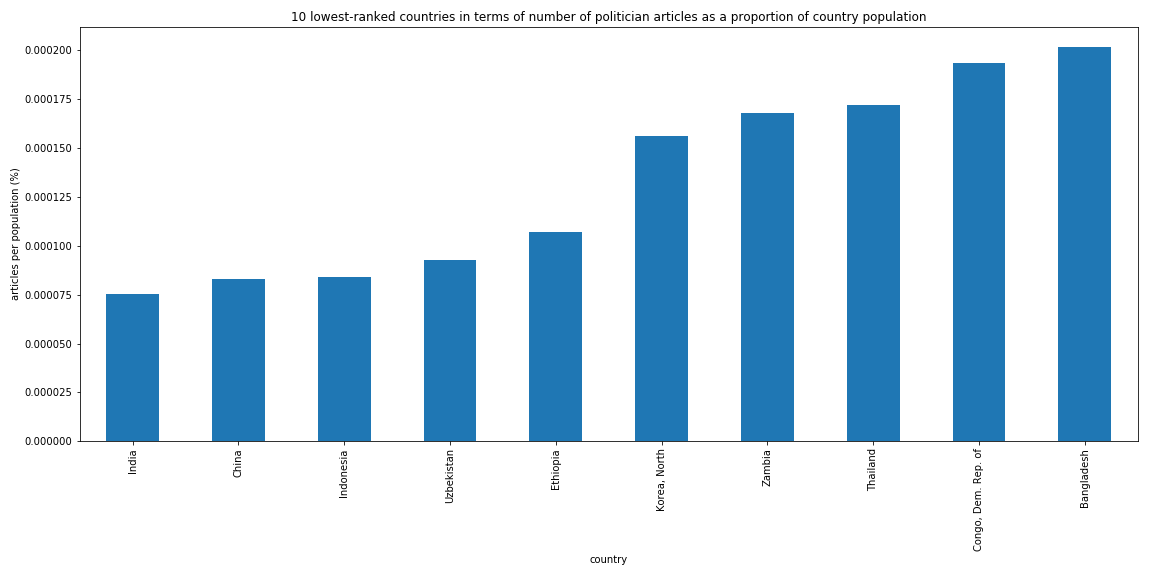 10 lowest-ranked countries in terms of number of politician articles as a proportion of country population
articles per population (%)
0.000200
0.000175
0.000150
0.000125
0.000100
0.000075
0.000050
0.000025
0.000000
India
China
Indonesia
Uzbekistan
Ethiopia
Korea, North
Zambia
Thailand
Congo, Dem. Rep. of
Bangladesh
country